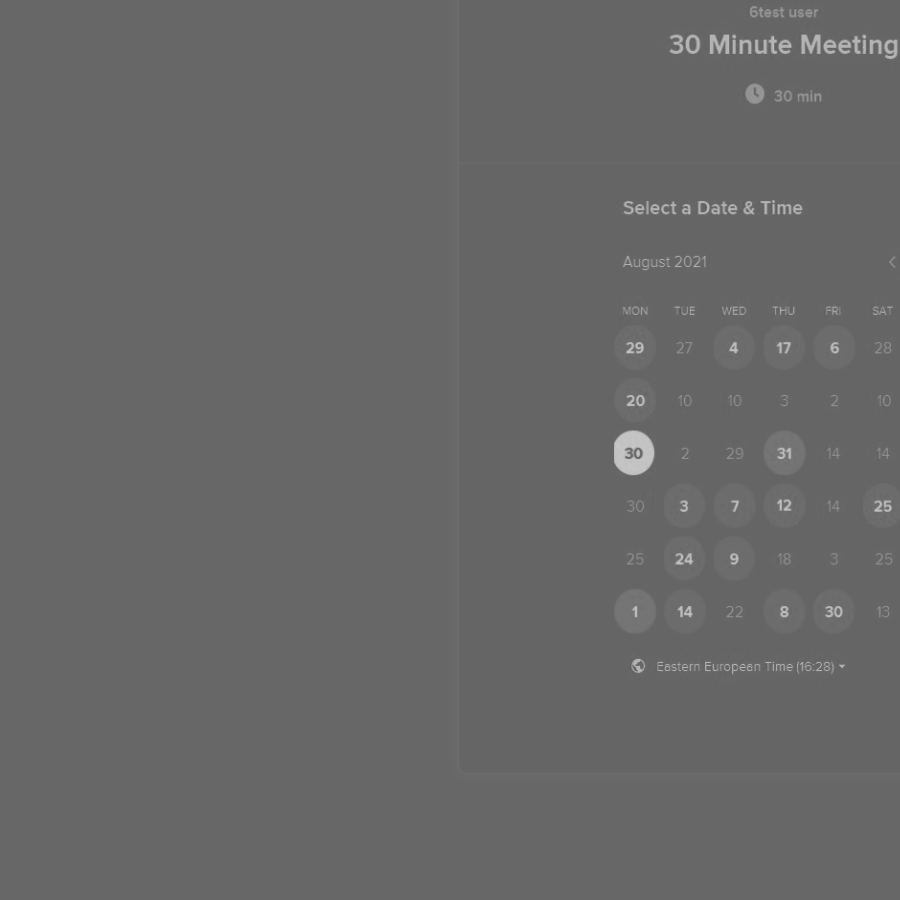 6test user
30 Minute Meeting
30 min
Select a Date & Time
August 2021
MON TUE WED THU FRI SAT
29 27 4 17 6 28
20 10 10 3 2 10
30 2 29 31 14 14
30 3 7 12 14 25
25 24 9 18 3 25
1 14 22 8 30 13
Eastern European Time (16:28)